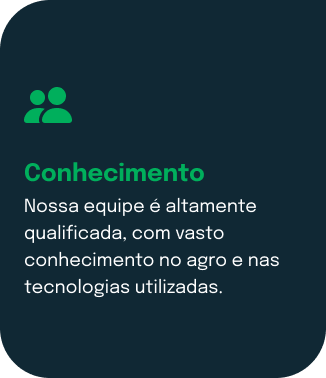 Conhecimento
Nossa equipe é altamente
qualificada, com vasto
conhecimento no agro e nas
tecnologias utilizadas.